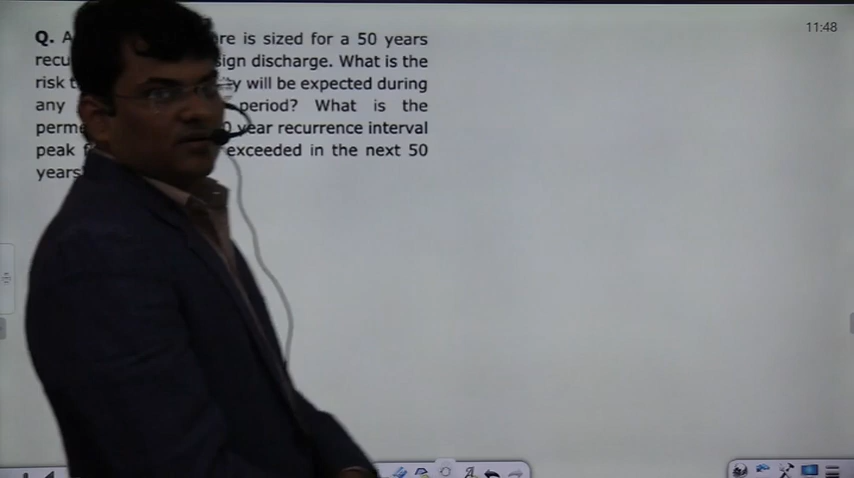 11:48
Q. A re is sized for a 50 years
recu sign discharge. What is the
risk t y will be expected during
any period? What is the
perme 0 year recurrence interval
peak f exceeded in the next 50
years